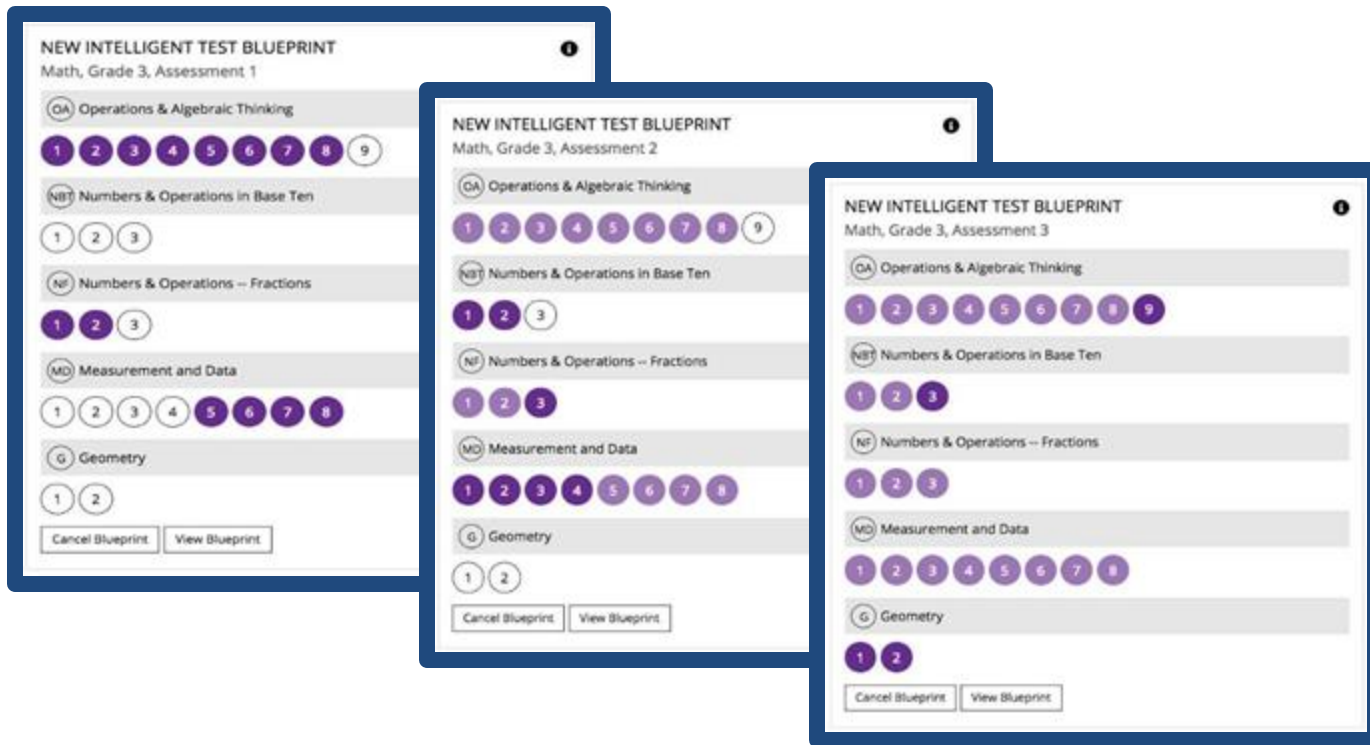 NEW INTELLIGENT TEST BLUEPRINT
Math, Grade 3, Assessment 1
OA Operations & Algebraic Thinking
1 2 3 4 5 6 7 8 9
NBT Numbers & Operations in Base Ten
1 2 3
NF Numbers & Operations -- Fractions
1 2 3
MD Measurement and Data
1 2 3 4 5 6 7 8
G Geometry
1 2
Cancel Blueprint View Blueprint
NEW INTELLIGENT TEST BLUEPRINT
Math, Grade 3, Assessment 2
OA Operations & Algebraic Thinking
1 2 3 4 5 6 7 8 9
NBT Numbers & Operations in Base Ten
1 2 3
NF Numbers & Operations -- Fractions
1 2 3
MD Measurement and Data
1 2 3 4 5 6 7 8
G Geometry
1 2
Cancel Blueprint View Blueprint
NEW INTELLIGENT TEST BLUEPRINT
Math, Grade 3, Assessment 3
OA Operations & Algebraic Thinking
1 2 3 4 5 6 7 8 9
NBT Numbers & Operations in Base Ten
1 2 3
NF Numbers & Operations -- Fractions
1 2 3
MD Measurement and Data
1 2 3 4 5 6 7 8
G Geometry
1 2
Cancel Blueprint View Blueprint